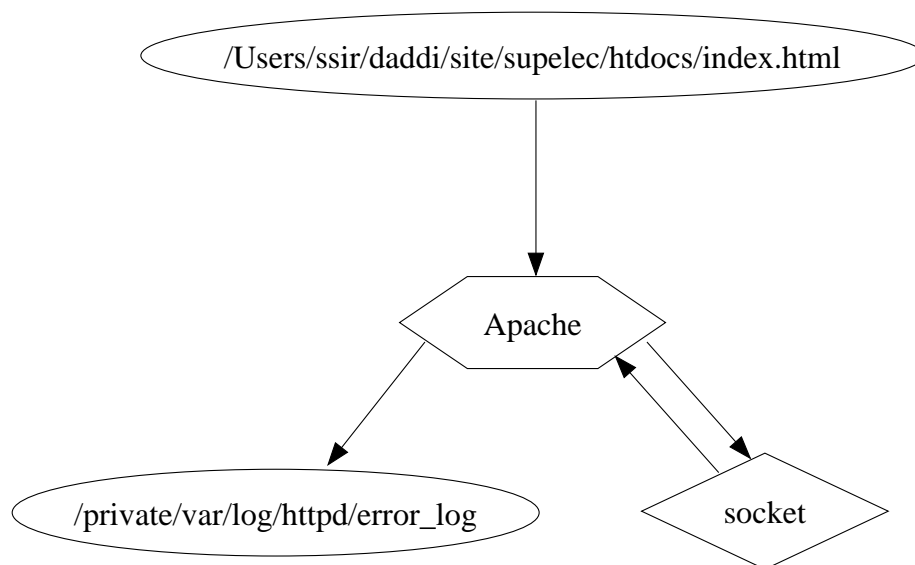 /Users/ssir/daddi/site/supelec/htdocs/index.html
Apache
/private/var/log/httpd/error_log
socket